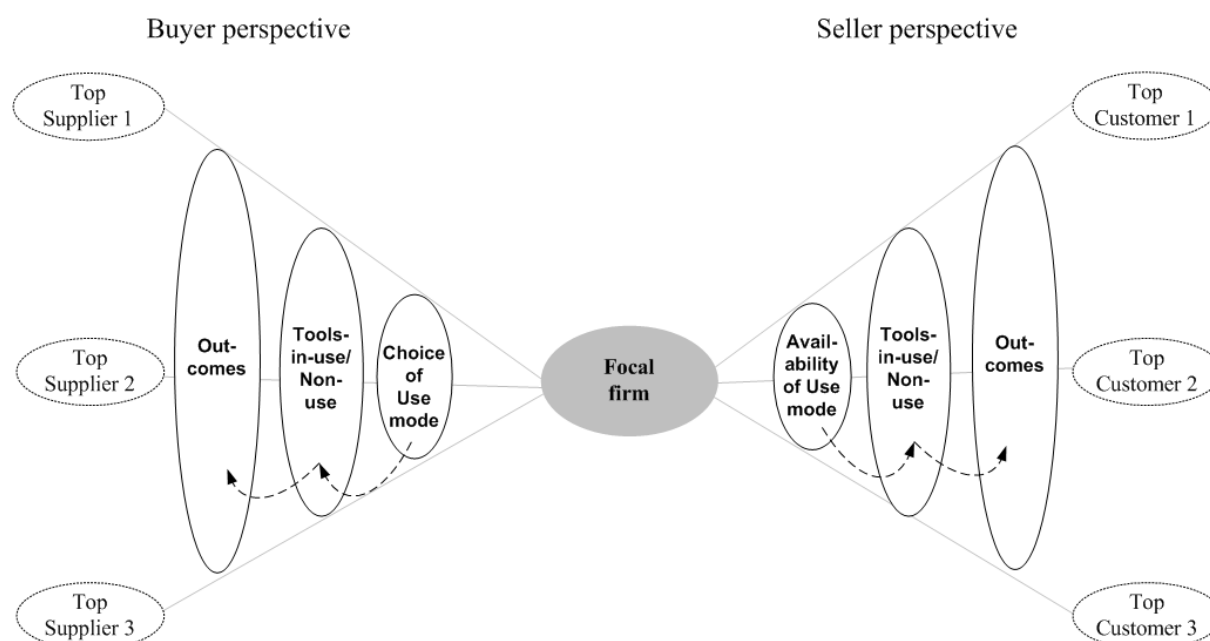 Buyer perspective
Seller perspective
Top
Supplier 1
Top
Supplier 2
Top
Supplier 3
Out-
comes
Tools-
in-use/
Non-
use
Choice
of
Use
mode
Focal
firm
Avail-
ability
of Use
mode
Tools-
in-use/
Non-
use
Out-
comes
Top
Customer 1
Top
Customer 2
Top
Customer 3